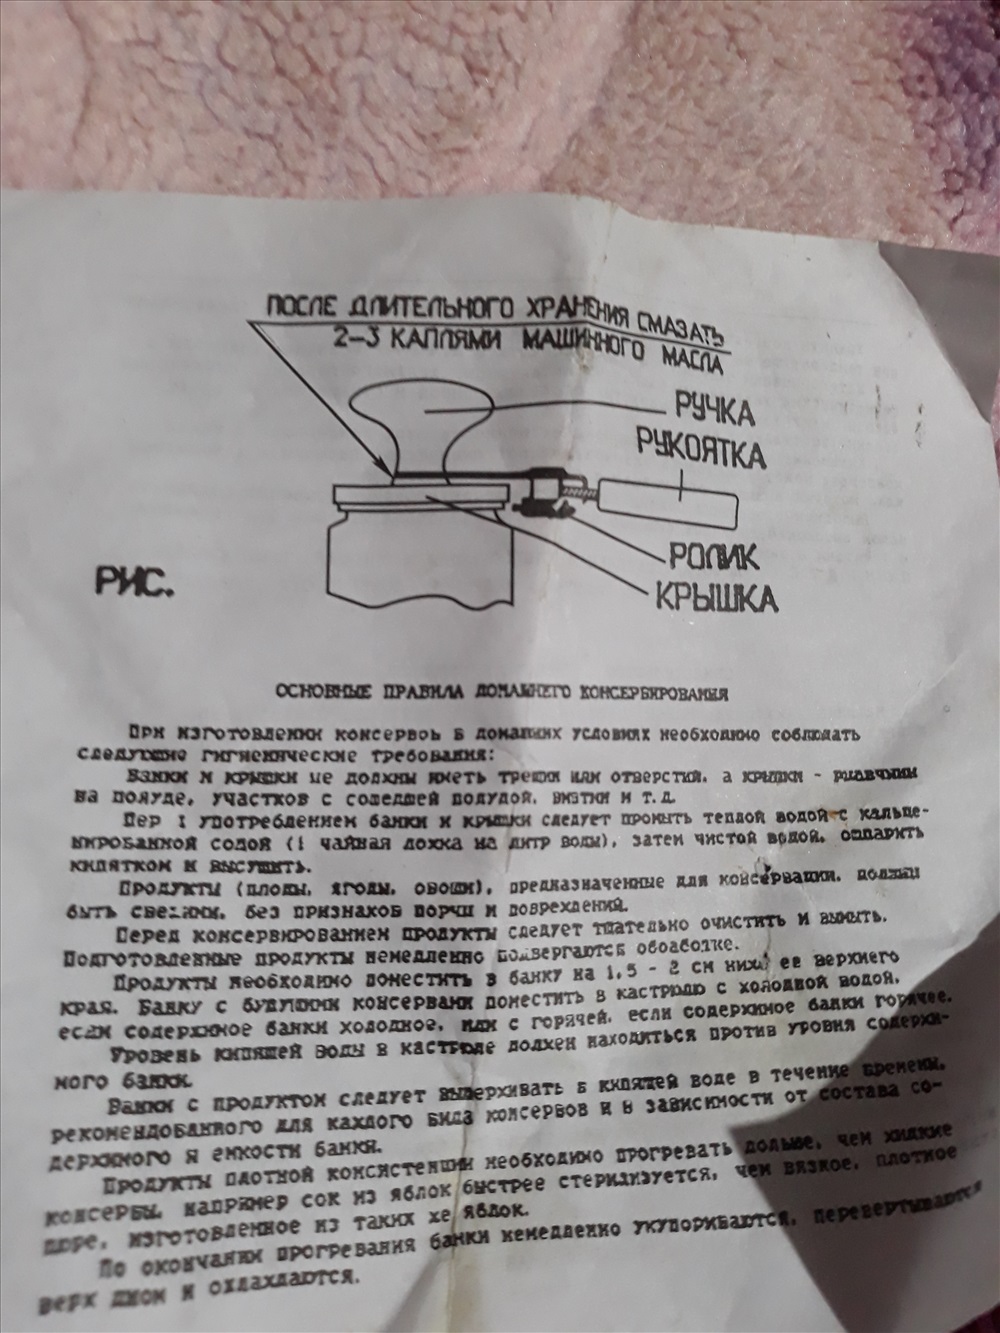 ПОСЛЕ ДЛИТЕЛЬНОГО ХРАНЕНИЯ СМАЗАТЬ
2-3 КАПЛЯМИ МАШИННОГО МАСЛА
РУЧКА
РУКОЯТКА
РОЛИК
КРЫШКА
РИС.
ОСНОВНЫЕ ПРАВИЛА ДОМАШНЕГО КОНСЕРВИРОВАНИЯ
При изготовлении консервов в домашних условиях необходимо соблюдать
следующие гигиенические требования:
Банки и крышки не должны иметь трещин или отверстий, а крышки - ржавчины
на полуде, участков с сошедшей полудой, вмятин и т.д.
Пер употреблением банки и крышки следует промыть теплой водой с кальце-
нированной содой (1 чайная ложка на литр воды), затем чистой водой, ошпарить
кипятком и высушить.
Продукты (плоды, ягоды, овощи), предназначенные для консервации, должны
быть свежими, без признаков порчи и повреждений.
Перед консервированием продукты следует тщательно очистить и вымыть.
Подготовленные продукты немедленно подвергаются обработке.
Продукты необходимо поместить в банку на 1,5 - 2 см ниже ее верхнего
края. Банку с будущими консервами поместить в кастрюлю с холодной водой,
если содержимое банки холодное, или с горячей, если содержимое банки горячее.
Уровень кипящей воды в кастрюле должен находиться против уровня содержи-
мого банки.
Банки с продуктом следует выдерживать в кипящей воде в течение времени,
рекомендованного для каждого вида консервов и в зависимости от состава со-
держимого и емкости банки.
Продукты плотной консистенции необходимо прогревать дольше, чем жидкие
консервы, например сок из яблок быстрее стерилизуется, чем вязкое, плотное
пюре, изготовленное из таких же яблок.
По окончании прогревания банки немедленно укупориваются, перевертываются
верх дном и охлаждаются.